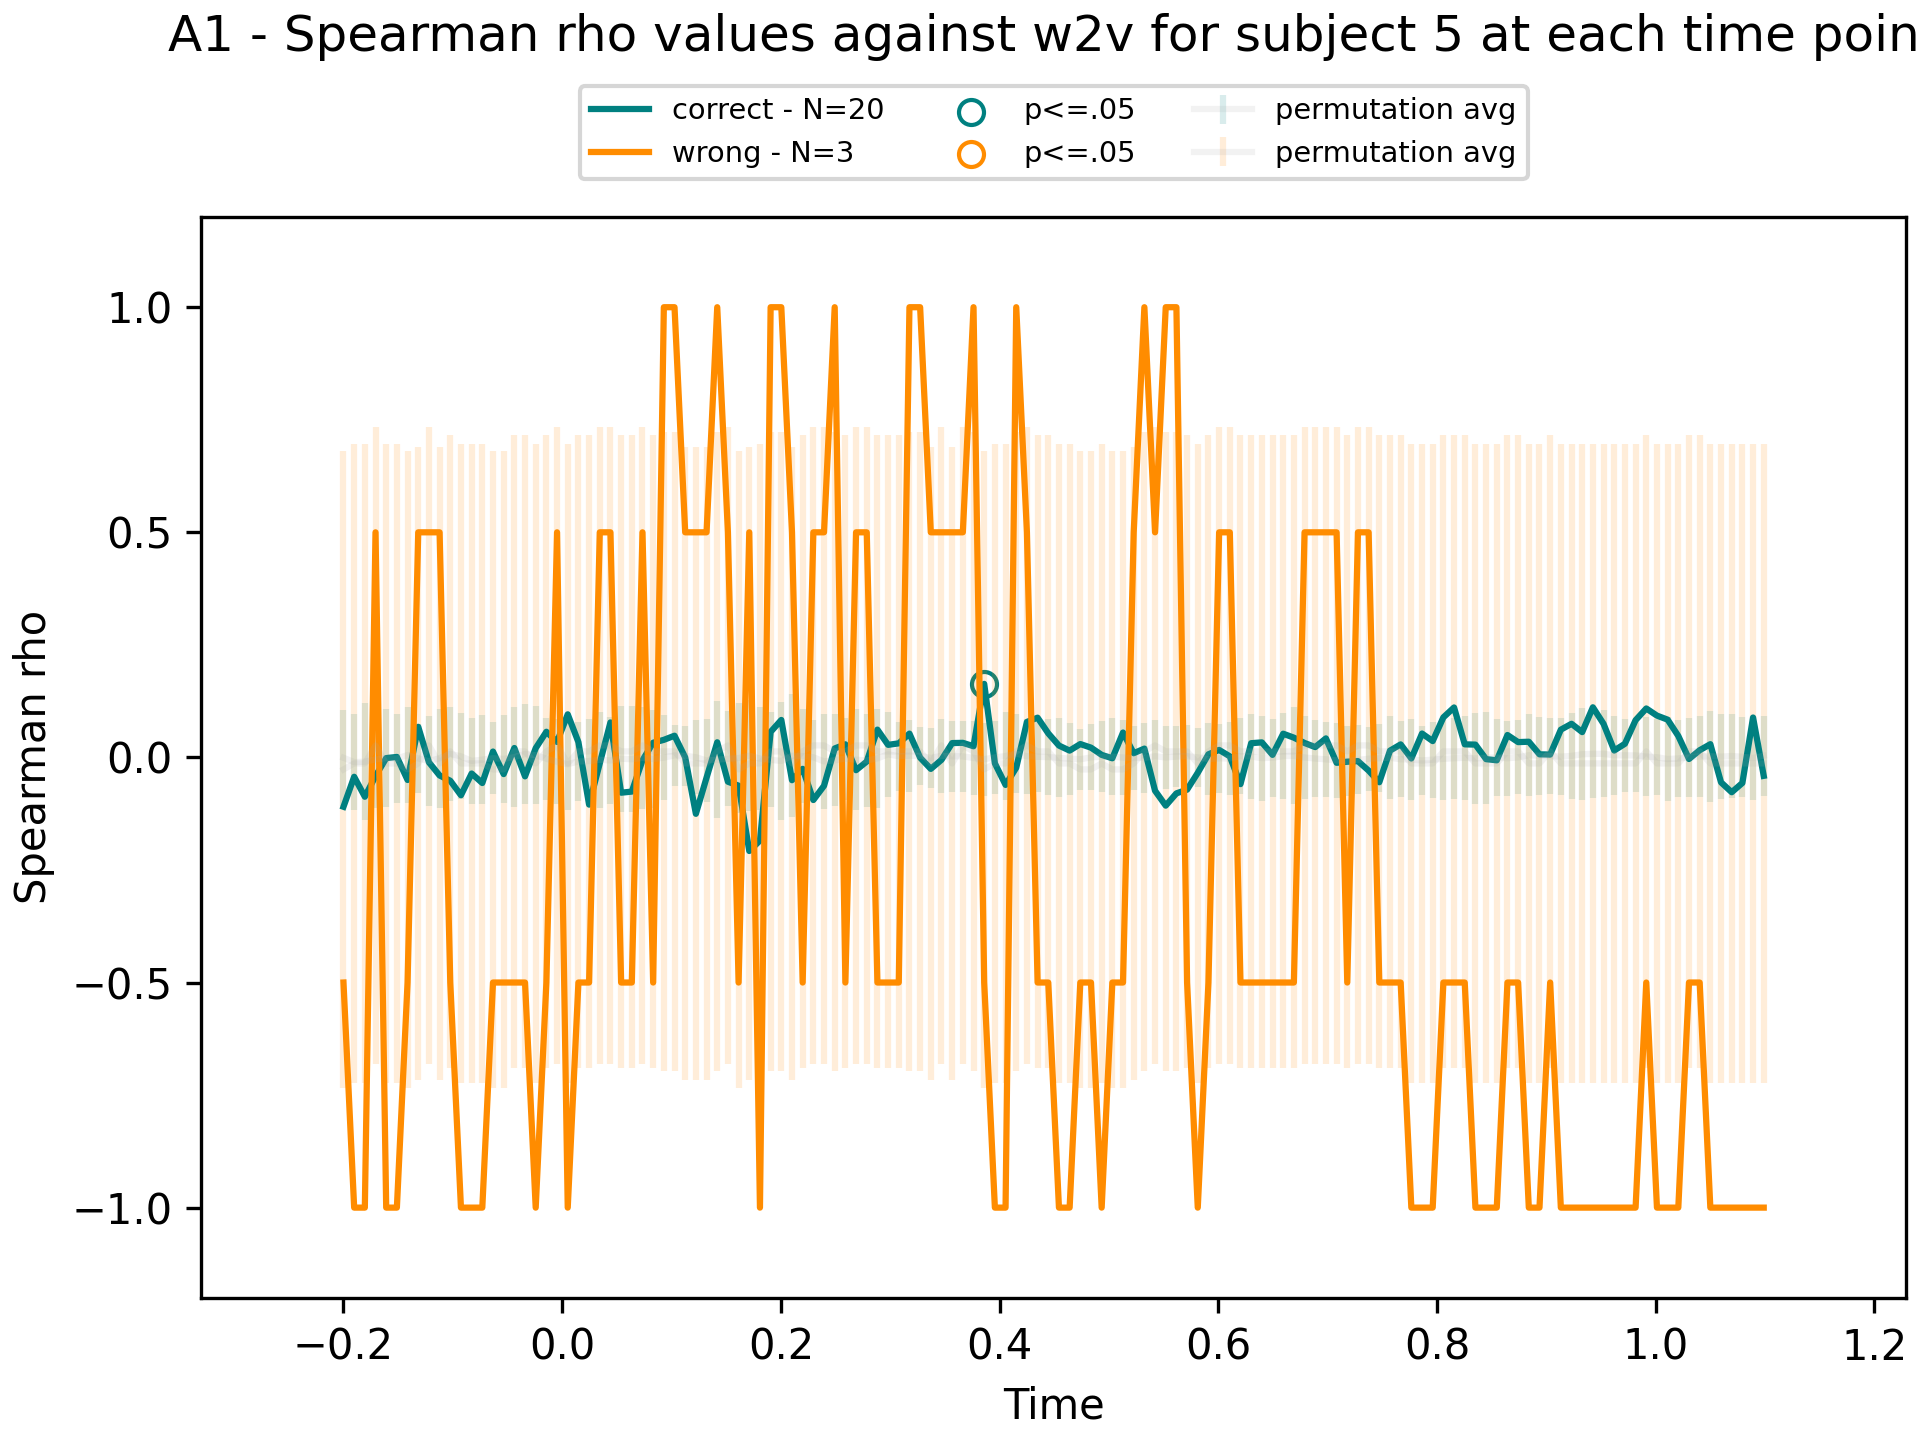 A1 - Spearman rho values against w2v for subject 5 at each time poin
correct - N=20
wrong - N=3
p<=.05
p<=.05
permutation avg
permutation avg
1.0
0.5
0.0
−0.5
−1.0
Spearman rho
−0.2 0.0 0.2 0.4 0.6 0.8 1.0 1.2
Time